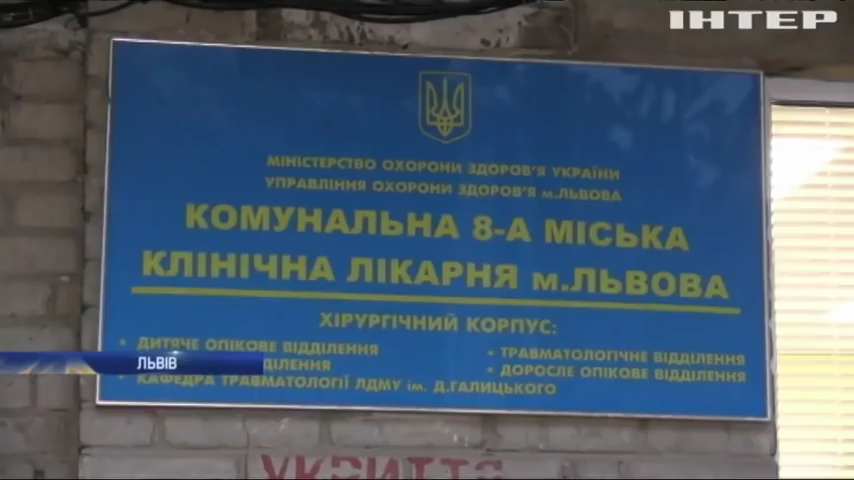 ІНТЕР
МІНІСТЕРСТВО ОХОРОНИ ЗДОРОВ'Я УКРАЇНИ
УПРАВЛІННЯ ОХОРОНИ ЗДОРОВ'Я м.ЛЬВОВА
КОМУНАЛЬНА 8-А МІСЬКА
КЛІНІЧНА ЛІКАРНЯ м.ЛЬВОВА
ХІРУРГІЧНИЙ КОРПУС:
• ДИТЯЧЕ ОПІКОВЕ ВІДДІЛЕННЯ
• ТРАВМАТОЛОГІЧНЕ ВІДДІЛЕННЯ
• ДОРОСЛЕ ОПІКОВЕ ВІДДІЛЕННЯ
КАФЕДРА ТРАВМАТОЛОГІЇ ЛДМУ ім. Д.ГАЛИЦЬКОГО
ЛЬВІВ
УКРИТТЯ